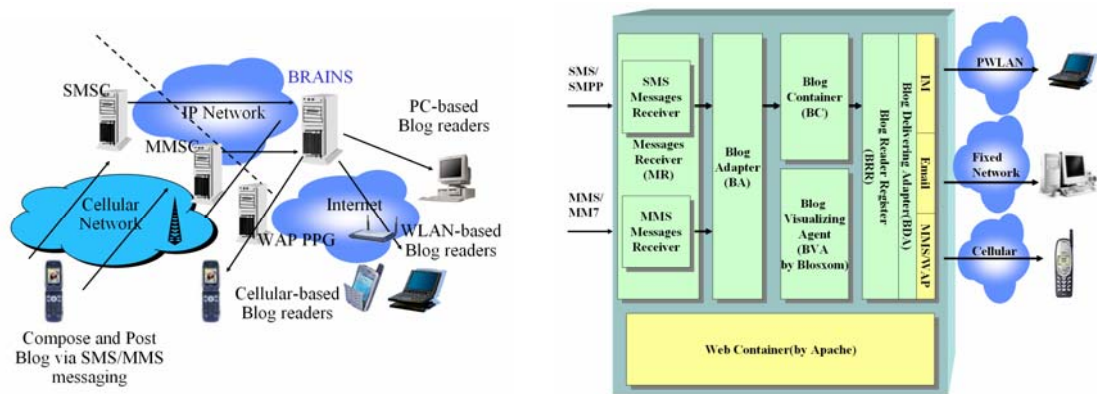 SMSC
BRAINS
IP Network
MMSC
PC-based
Blog readers
Cellular
Network
Internet
WAP PPG
WLAN-based
Blog readers
Cellular-based
Blog readers
Compose and Post
Blog via SMS/MMS
messaging
SMS/
SMPP
MMS/
MM7
SMS
Messages
Receiver
Messages
Receiver
(MR)
MMS
Messages
Receiver
Blog
Adapter
(BA)
Blog
Container
(BC)
Blog
Visualizing
Agent
(BVA
by Blosxom)
Blog Reader Register
(BRR)
Blog Delivering Adapter(BDA)
IM
Email
MMS/WAP
PWLAN
Fixed
Network
Cellular
Web Container(by Apache)